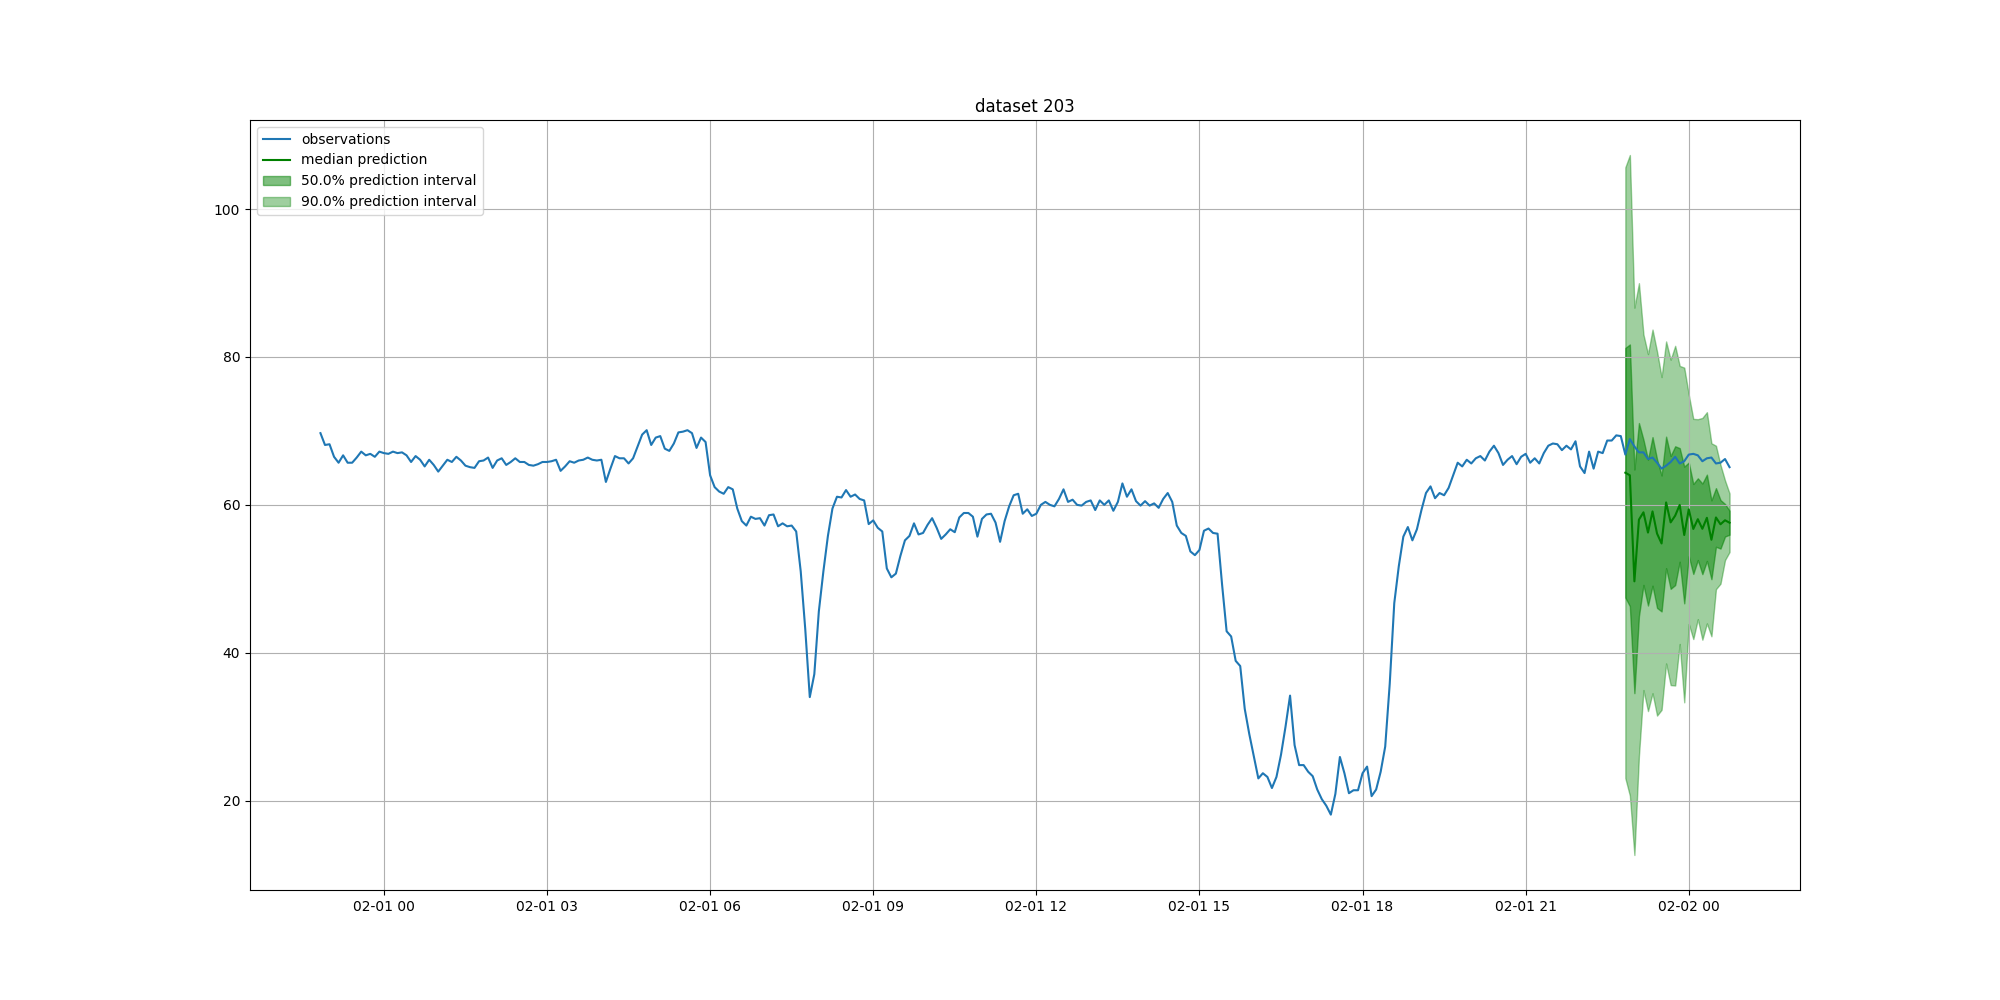 dataset 203
observations
median prediction
50.0% prediction interval
90.0% prediction interval
100
80
60
40
20
02-01 00 02-01 03 02-01 06 02-01 09 02-01 12 02-01 15 02-01 18 02-01 21 02-02 00